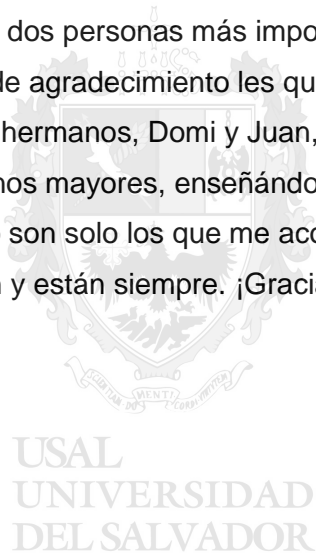 dos personas más impo
de agradecimiento les qu
hermanos, Domi y Juan,
nos mayores, enseñándo
son solo los que me acc
y están siempre. ¡Gracia
USAL
UNIVERSIDAD
DEL SALVADOR